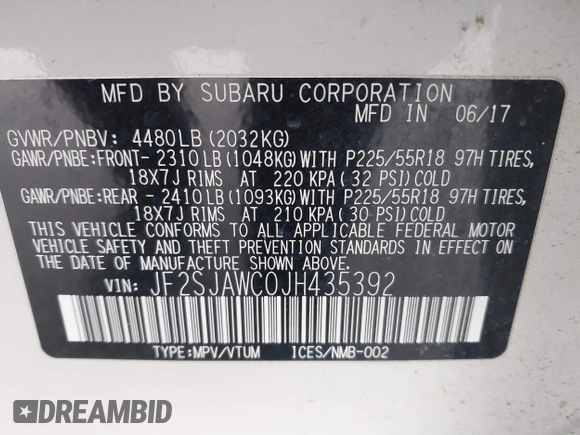 MFD BY SUBARU CORPORATION
MFD IN 06/17
GVWR/PNBV: 4480LB (2032KG)
GAWR/PNBE:FRONT- 2310LB (1048KG) WITH P225/55R18 97H TIRES,
18X7J RIMS AT 220 KPA (32 PSI) COLD
GAWR/PNBE:REAR - 2410LB (1093KG) WITH P225/55R18 97H TIRES,
18X7J RIMS AT 210 KPA (30 PSI) COLD
THIS VEHICLE CONFORMS TO ALL APPLICABLE FEDERAL MOTOR
VEHICLE SAFETY AND THEFT PREVENTION STANDARDS IN EFFECT ON
THE DATE OF MANUFACTURE SHOWN ABOVE.
VIN: JF2SJAWC0JH435392
TYPE:MPV/VTUM ICES/NMB-002
DREAMBID